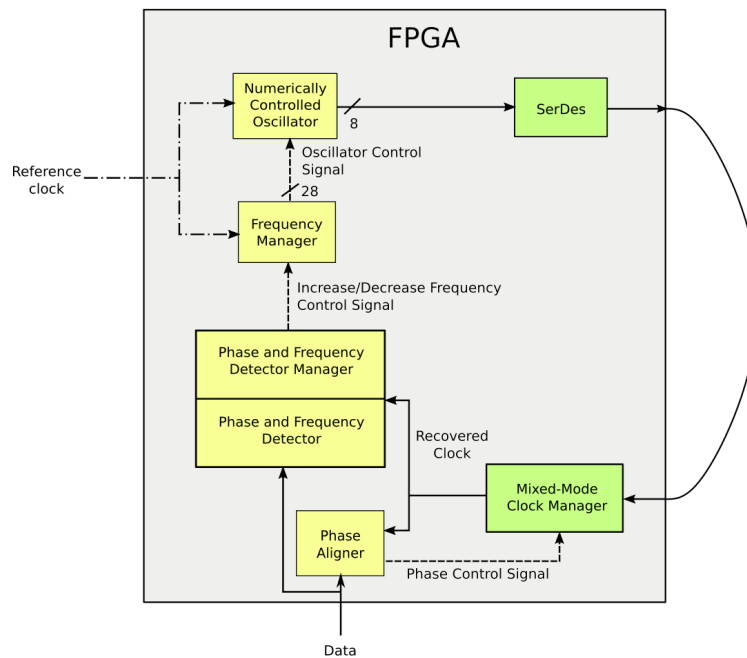 FPGA
Numerically
Controlled
Oscillator
8
SerDes
Oscillator Control
Signal
28
Reference
clock
Frequency
Manager
Increase/Decrease Frequency
Control Signal
Phase and Frequency
Detector Manager
Phase and Frequency
Detector
Recovered
Clock
Mixed-Mode
Clock Manager
Phase
Aligner
Phase Control Signal
Data